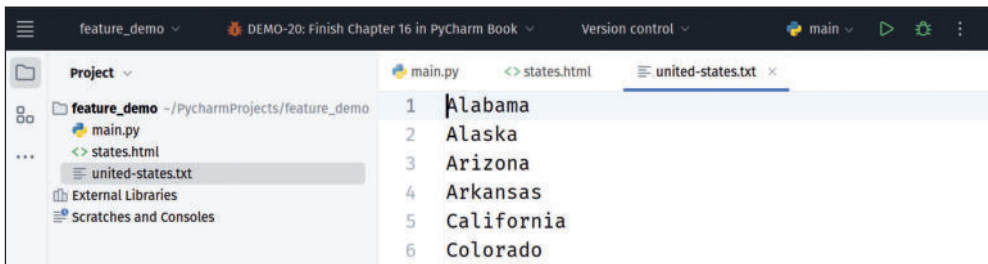 feature_demo
DEMO-20: Finish Chapter 16 in PyCharm Book
Version control
main
Project
main.py
<> states.html
united-states.txt
feature_demo ~/PycharmProjects/feature_demo
main.py
<> states.html
united-states.txt
External Libraries
Scratches and Consoles
1 Alabama
2 Alaska
3 Arizona
4 Arkansas
5 California
6 Colorado